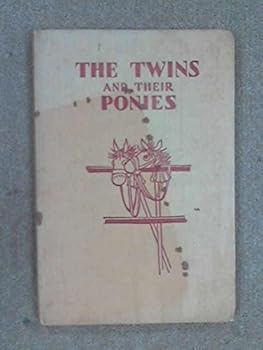 THE TWINS
AND THEIR
PONIES